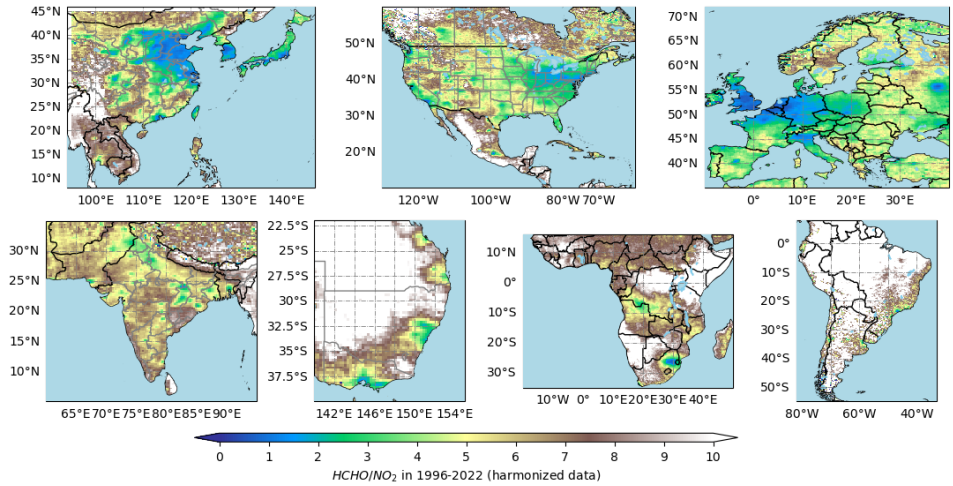 45°N
40°N
35°N
30°N
25°N
20°N
15°N
10°N
100°E 110°E 120°E 130°E 140°E
50°N
40°N
30°N
20°N
120°W 100°W 80°W 70°W
70°N
65°N
60°N
55°N
50°N
45°N
40°N
0° 10°E 20°E 30°E
30°N
25°N
20°N
15°N
10°N
5°N
65°E 70°E 75°E 80°E 85°E 90°E
22.5°S
25°S
27.5°S
30°S
32.5°S
35°S
37.5°S
142°E 146°E 150°E 154°E
10°N
0°
10°S
20°S
30°S
10°W 0° 10°E 20°E 30°E 40°E
0°
10°S
20°S
30°S
40°S
50°S
80°W 60°W 40°W
0 1 2 3 4 5 6 7 8 9 10
HCHO/NO₂ in 1996-2022 (harmonized data)